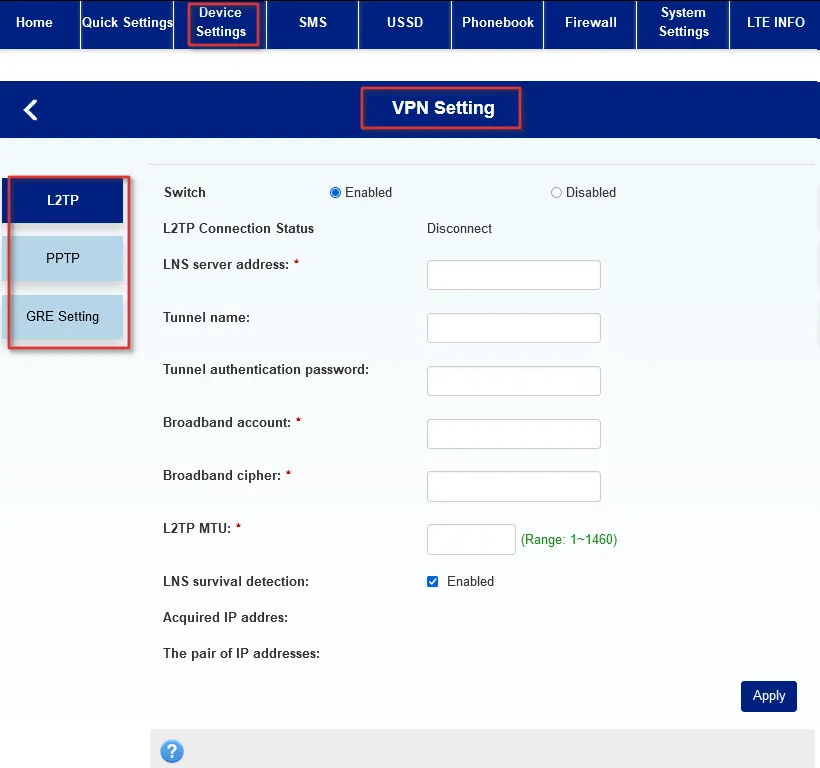 Home Quick Settings Device Settings SMS USSD Phonebook Firewall System Settings LTE INFO
VPN Setting
L2TP
PPTP
GRE Setting
Switch Enabled Disabled
L2TP Connection Status Disconnect
LNS server address: *
Tunnel name:
Tunnel authentication password:
Broadband account: *
Broadband cipher: *
L2TP MTU: * (Range: 1~1460)
LNS survival detection: Enabled
Acquired IP addres:
The pair of IP addresses:
Apply
?